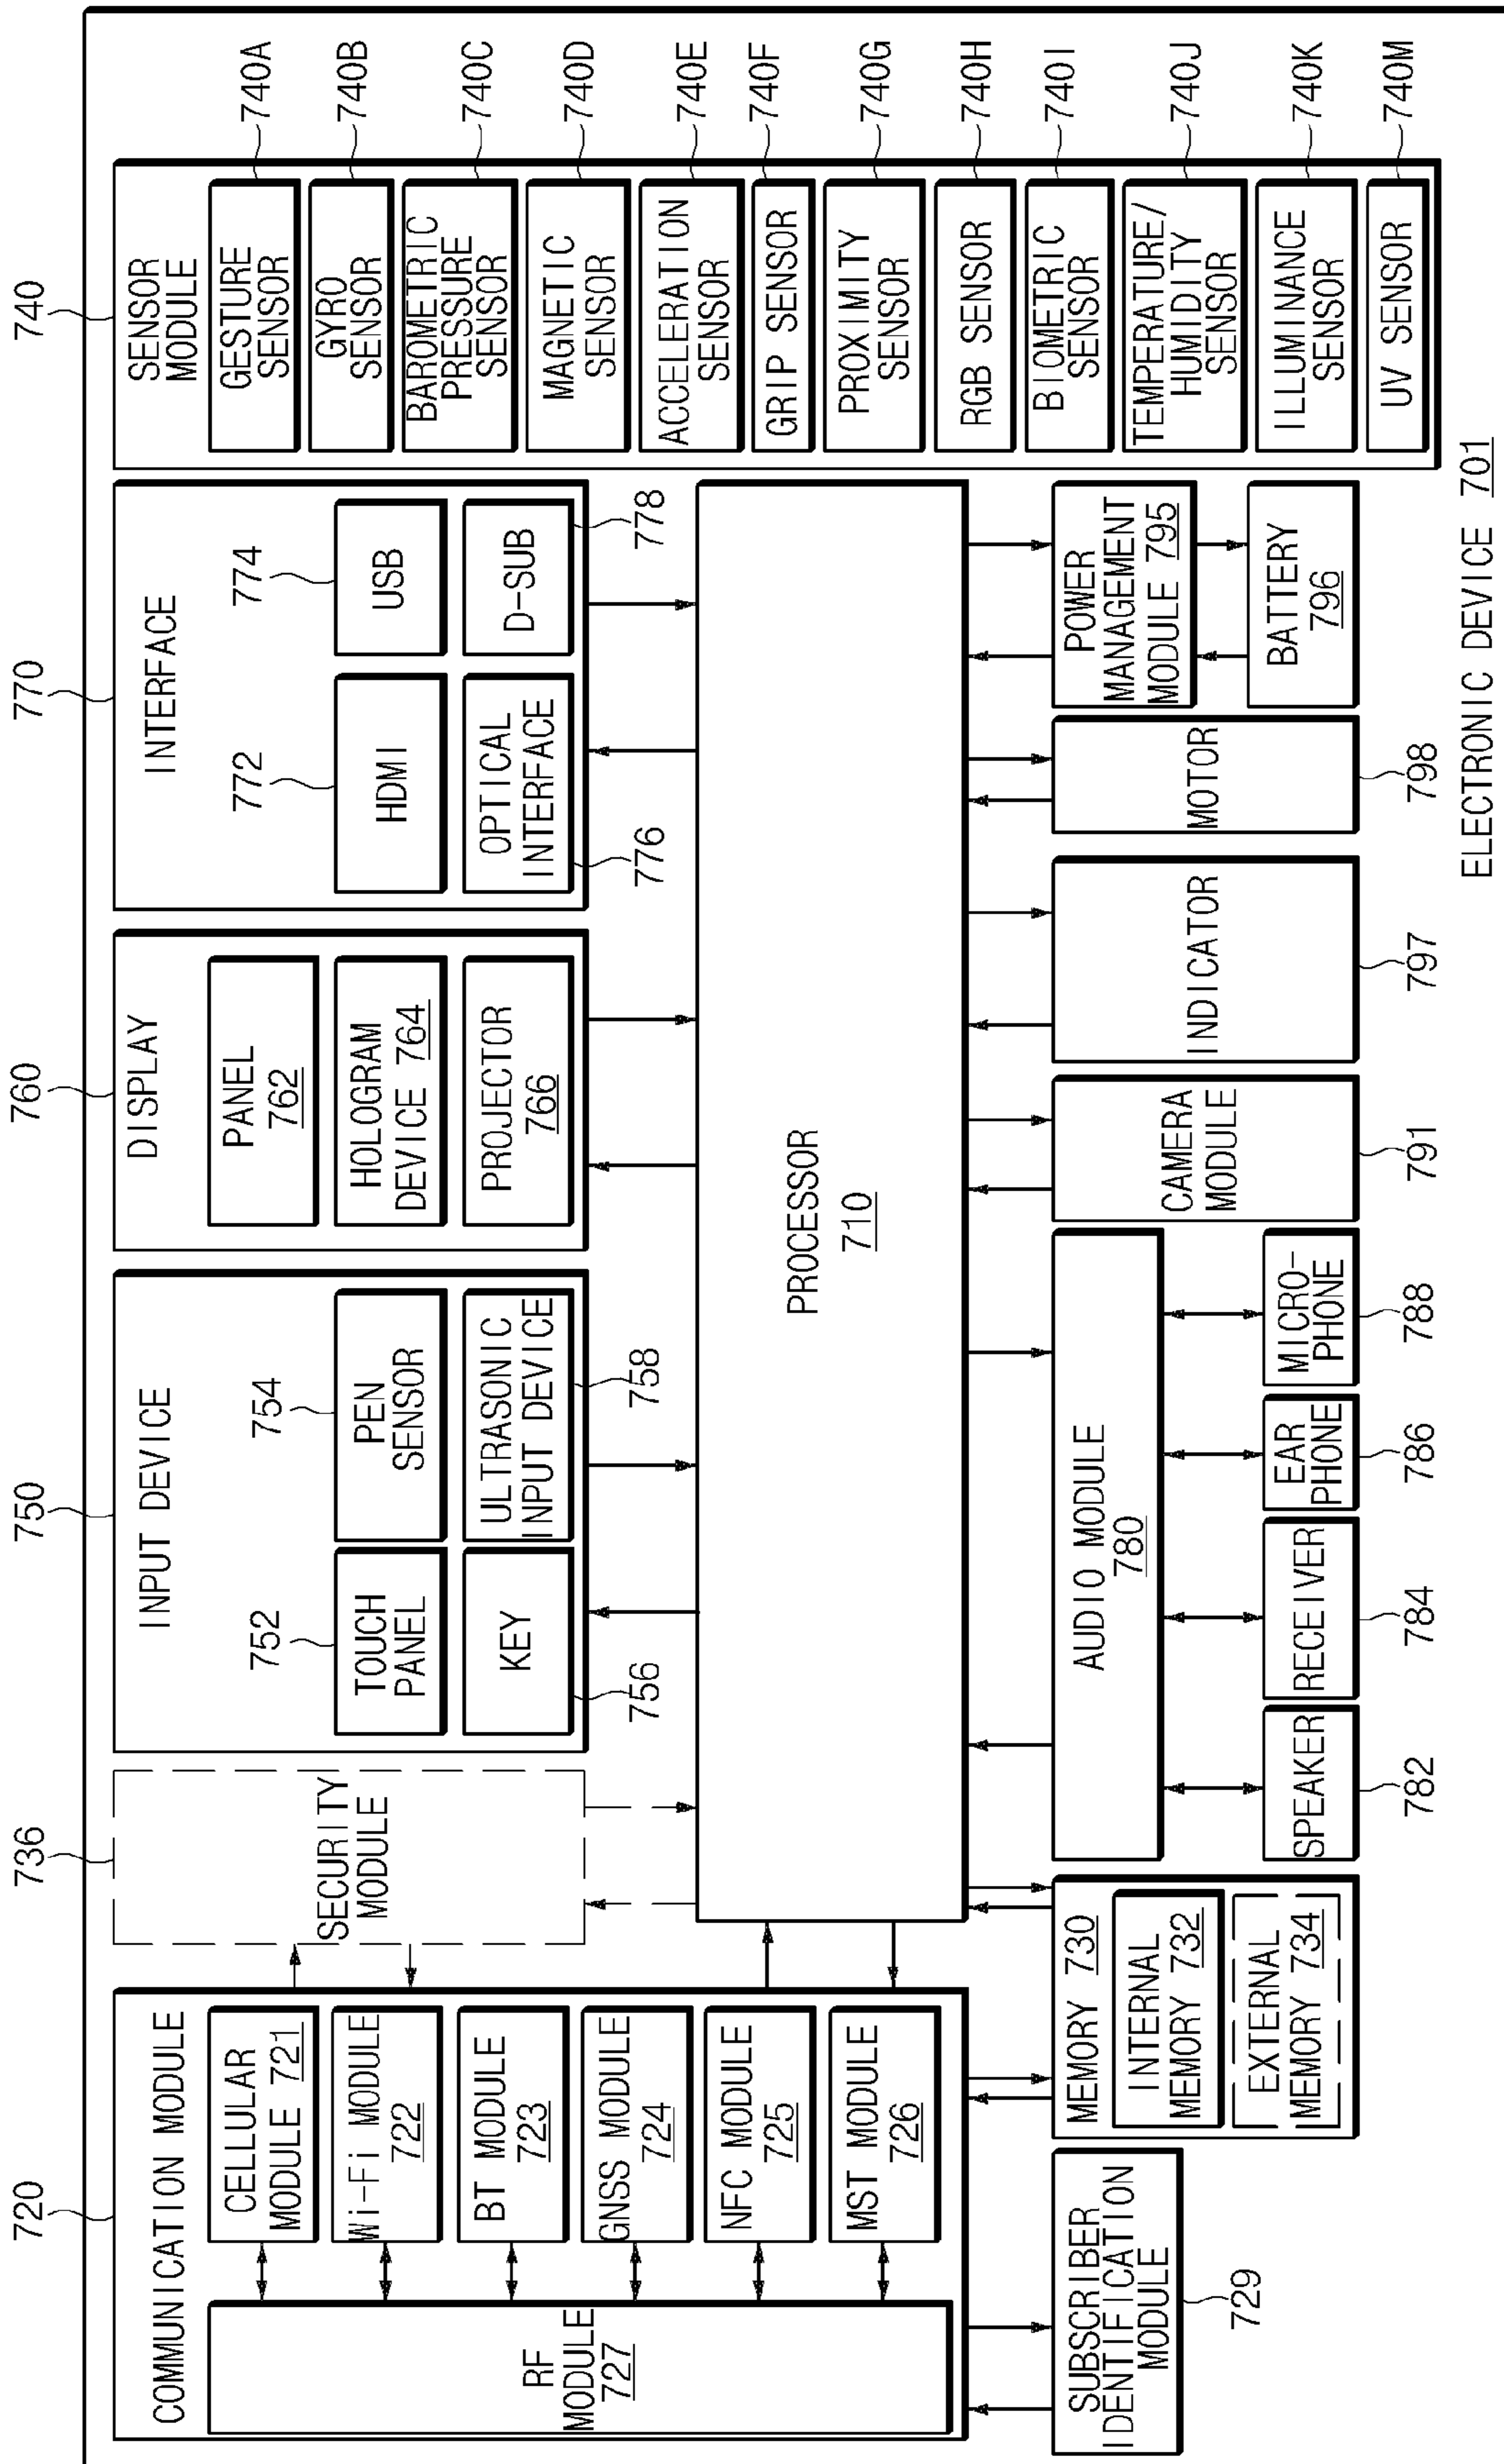 720
736
750
760
770
740
COMMUNICATION MODULE
RF
MODULE
727
CELLULAR
MODULE 721
Wi-Fi MODULE
722
BT MODULE
723
GNSS MODULE
724
NFC MODULE
725
MST MODULE
726
SECURITY
MODULE
INPUT DEVICE
752
TOUCH
PANEL
754
PEN
SENSOR
KEY
756
ULTRASONIC
INPUT DEVICE
758
DISPLAY
PANEL
762
HOLOGRAM
DEVICE 764
PROJECTOR
766
INTERFACE
772
HDMI
774
USB
OPTICAL
INTERFACE
776
D-SUB
778
SENSOR
MODULE
GESTURE
SENSOR
740A
GYRO
SENSOR
740B
BAROMETRIC
PRESSURE
SENSOR
740C
MAGNETIC
SENSOR
740D
ACCELERATION
SENSOR
740E
GRIP SENSOR
740F
PROXIMITY
SENSOR
740G
RGB SENSOR
740H
BIOMETRIC
SENSOR
740I
TEMPERATURE/
HUMIDITY
SENSOR
740J
ILLUMINANCE
SENSOR
740K
UV SENSOR
740M
PROCESSOR
710
SUBSCRIBER
IDENTIFICATION
MODULE
729
MEMORY 730
INTERNAL
MEMORY 732
EXTERNAL
MEMORY 734
AUDIO MODULE
780
SPEAKER
782
RECEIVER
784
EAR
PHONE
786
MICRO-
PHONE
788
CAMERA
MODULE
791
INDICATOR
797
MOTOR
798
POWER
MANAGEMENT
MODULE 795
BATTERY
796
ELECTRONIC DEVICE 701